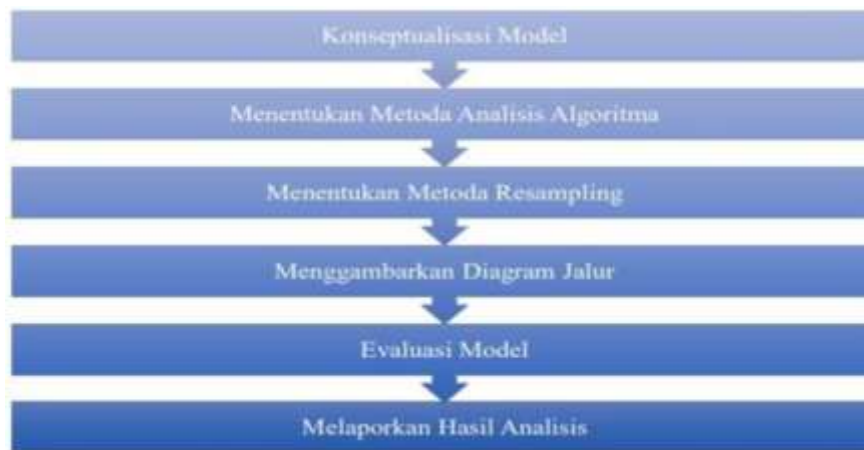 Konseptualisasi Model
Menentukan Metoda Analisis Algoritma
Menentukan Metoda Resampling
Menggambarkan Diagram Jalur
Evaluasi Model
Melaporkan Hasil Analisis